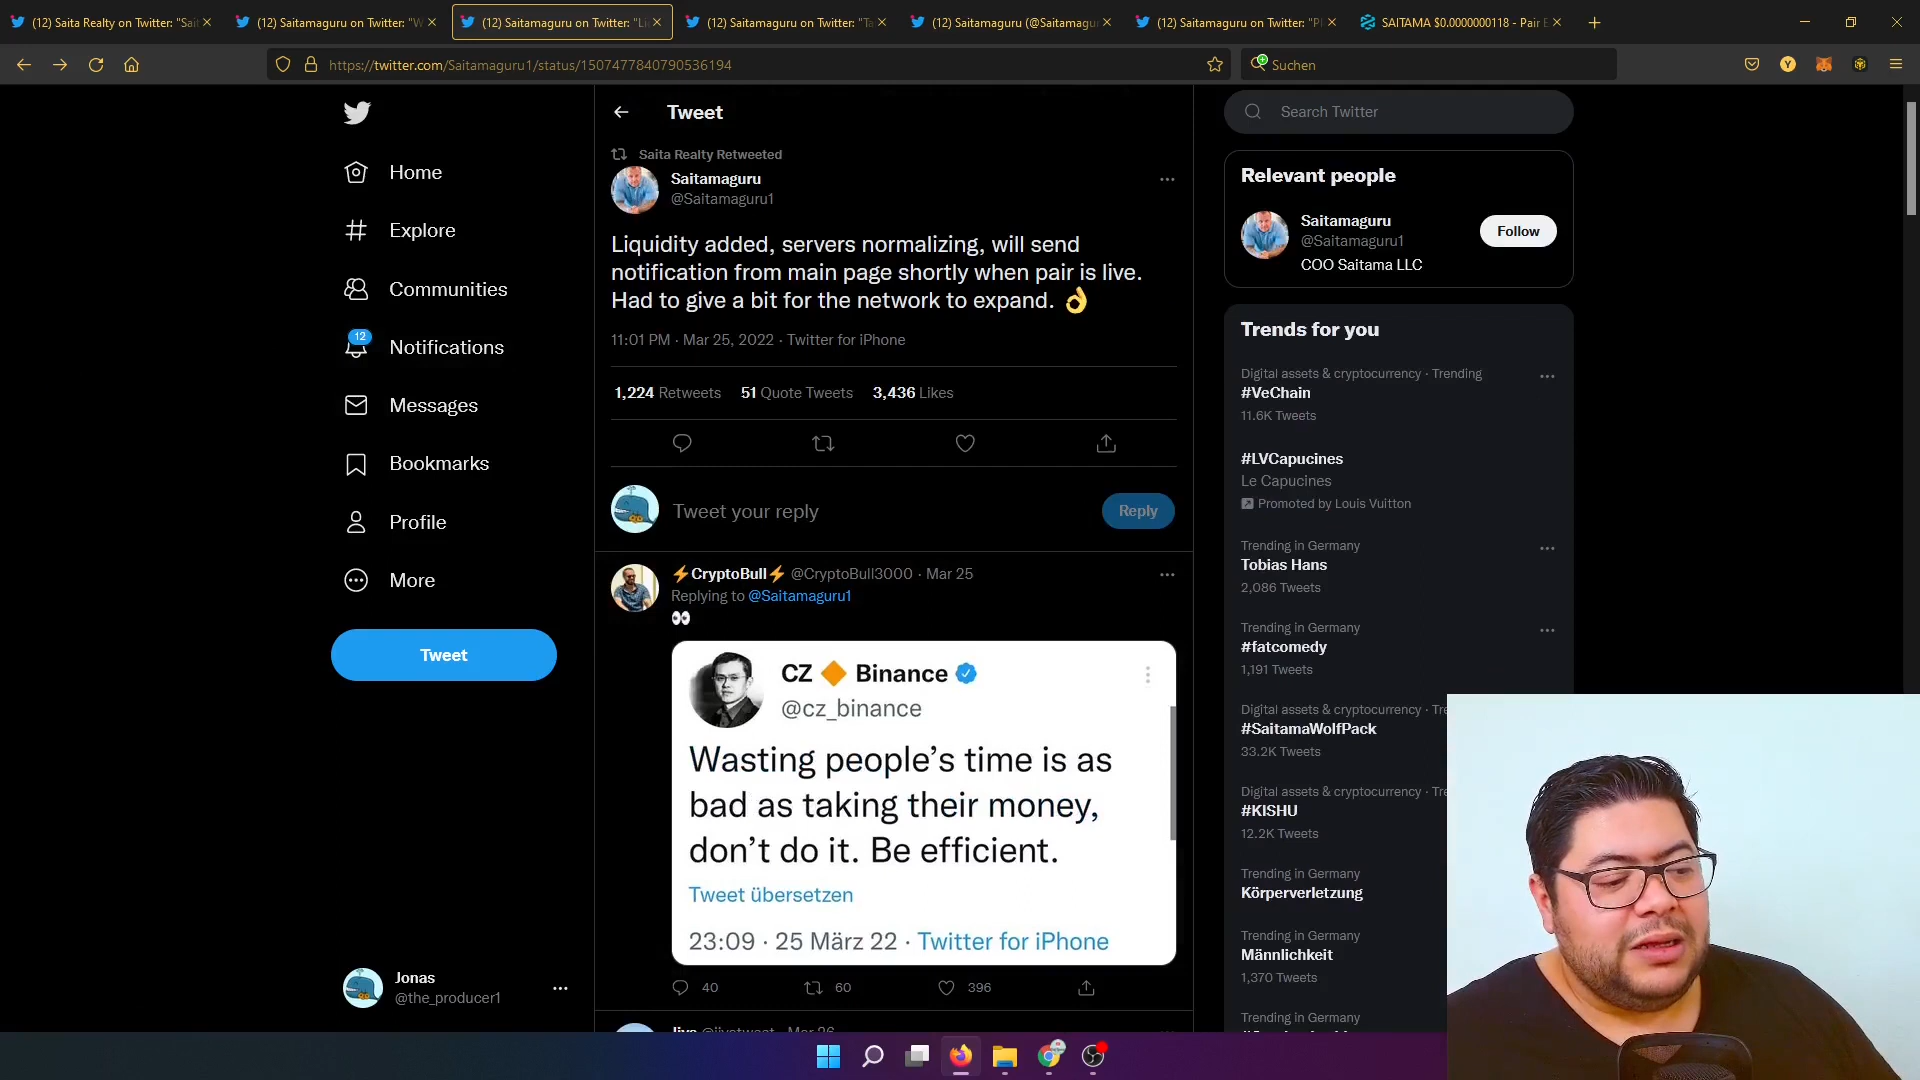 (12) Saita Realty on Twitter: "Sai
(12) Saitamaguru on Twitter: "W
(12) Saitamaguru on Twitter: "Li
(12) Saitamaguru on Twitter: "Ta
(12) Saitamaguru (@Saitamagu
(12) Saitamaguru on Twitter: "Pl
SAITAMA $0.0000000118 - Pair E
https://twitter.com/Saitamaguru1/status/1507477840790536194
Suchen
Y
Home
Explore
Communities
12
Notifications
Messages
Bookmarks
Profile
More
Tweet
Jonas
@the_producer1
Tweet
Saita Realty Retweeted
Saitamaguru
@Saitamaguru1
Liquidity added, servers normalizing, will send
notification from main page shortly when pair is live.
Had to give a bit for the network to expand. 👌
11:01 PM · Mar 25, 2022 · Twitter for iPhone
1,224 Retweets 51 Quote Tweets 3,436 Likes
Tweet your reply
Reply
⚡CryptoBull⚡ @CryptoBull3000 · Mar 25
Replying to @Saitamaguru1
👀
CZ 🔶 Binance
@cz_binance
Wasting people’s time is as
bad as taking their money,
don’t do it. Be efficient.
Tweet übersetzen
23:09 · 25 März 22 · Twitter for iPhone
40 60 396
Search Twitter
Relevant people
Saitamaguru
@Saitamaguru1
Follow
COO Saitama LLC
Trends for you
Digital assets & cryptocurrency · Trending
#VeChain
11.6K Tweets
#LVCapucines
Le Capucines
Promoted by Louis Vuitton
Trending in Germany
Tobias Hans
2,086 Tweets
Trending in Germany
#fatcomedy
1,191 Tweets
Digital assets & cryptocurrency · Tre
#SaitamaWolfPack
33.2K Tweets
Digital assets & cryptocurrency · Tre
#KISHU
12.2K Tweets
Trending in Germany
Körperverletzung
Trending in Germany
Männlichkeit
1,370 Tweets
Trending in Germany